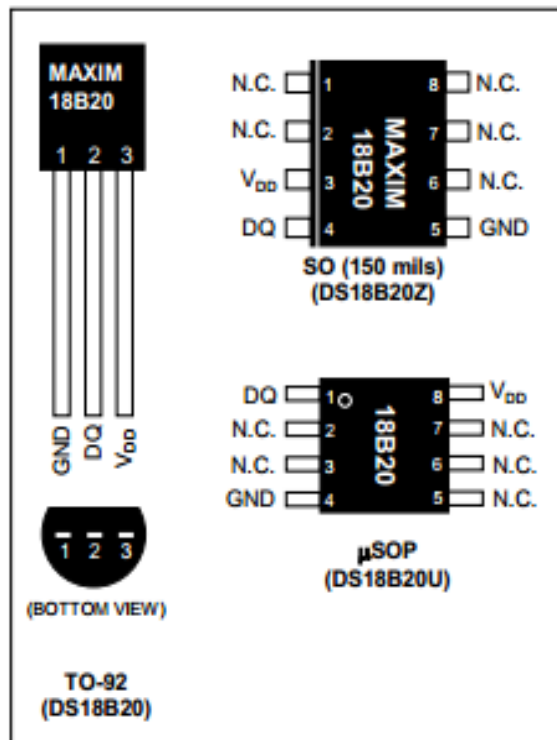 MAXIM
18B20
1 2 3
GND
DQ
VDD
1 2 3
(BOTTOM VIEW)
TO-92
(DS18B20)
N.C. 1 8 N.C.
N.C. 2 7 N.C.
VDD 3 6 N.C.
DQ 4 5 GND
MAXIM
18B20
SO (150 mils)
(DS18B20Z)
DQ 1 8 VDD
N.C. 2 7 N.C.
N.C. 3 6 N.C.
GND 4 5 N.C.
18B20
µSOP
(DS18B20U)